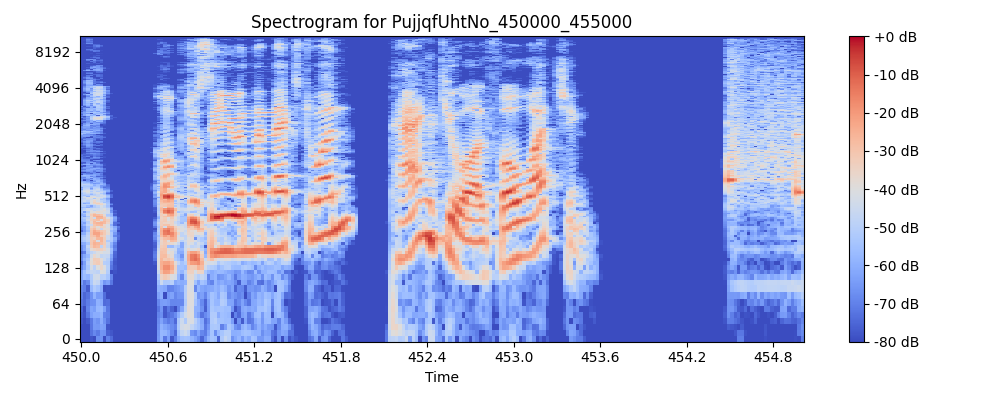 Spectrogram for PujjqfUhtNo_450000_455000
8192
4096
2048
1024
512
256
128
64
0
Hz
450.0 450.6 451.2 451.8 452.4 453.0 453.6 454.2 454.8
Time
+0 dB
-10 dB
-20 dB
-30 dB
-40 dB
-50 dB
-60 dB
-70 dB
-80 dB